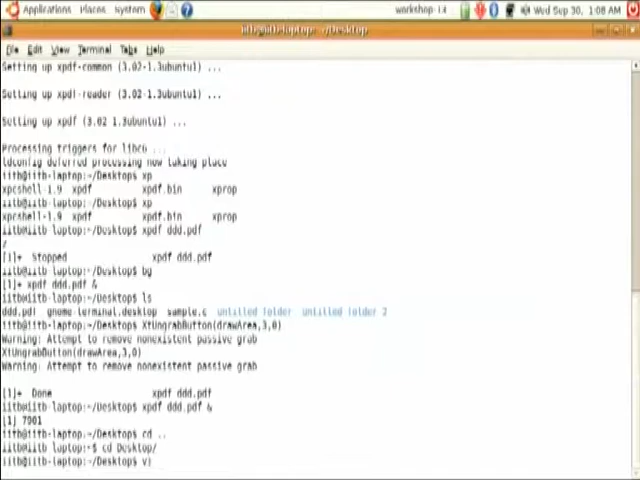 Applications Places System workshop: Wed Sep 30, 1:08 AM
iitb@iitb-laptop: ~/Desktop
File Edit View Terminal Tabs Help
Setting up xpdf-common (3.02-1.3ubuntu1) ...
Setting up xpdf-reader (3.02-1.3ubuntu1) ...
Setting up xpdf (3.02-1.3ubuntu1) ...
Processing triggers for libc6 ...
ldconfig deferred processing now taking place
iitb@iitb-laptop:~/Desktop$ xp
xpcshell-1.9 xpdf xpdf.bin xprop
iitb@iitb-laptop:~/Desktop$ xp
xpcshell-1.9 xpdf xpdf.bin xprop
iitb@iitb-laptop:~/Desktop$ xpdf ddd.pdf
[1]+ Stopped xpdf ddd.pdf
iitb@iitb-laptop:~/Desktop$ bg
[1]+ xpdf ddd.pdf &
iitb@iitb-laptop:~/Desktop$ ls
ddd.pdf gnome-terminal.desktop sample.c untitled folder untitled folder 2
iitb@iitb-laptop:~/Desktop$ XtUngrabButton(drawArea,3,0)
Warning: Attempt to remove nonexistent passive grab
XtUngrabButton(drawArea,3,0)
Warning: Attempt to remove nonexistent passive grab
[1]+ Done xpdf ddd.pdf
iitb@iitb-laptop:~/Desktop$ xpdf ddd.pdf &
[1] 7901
iitb@iitb-laptop:~/Desktop$ cd ..
iitb@iitb-laptop:~$ cd Desktop/
iitb@iitb-laptop:~/Desktop$ vi